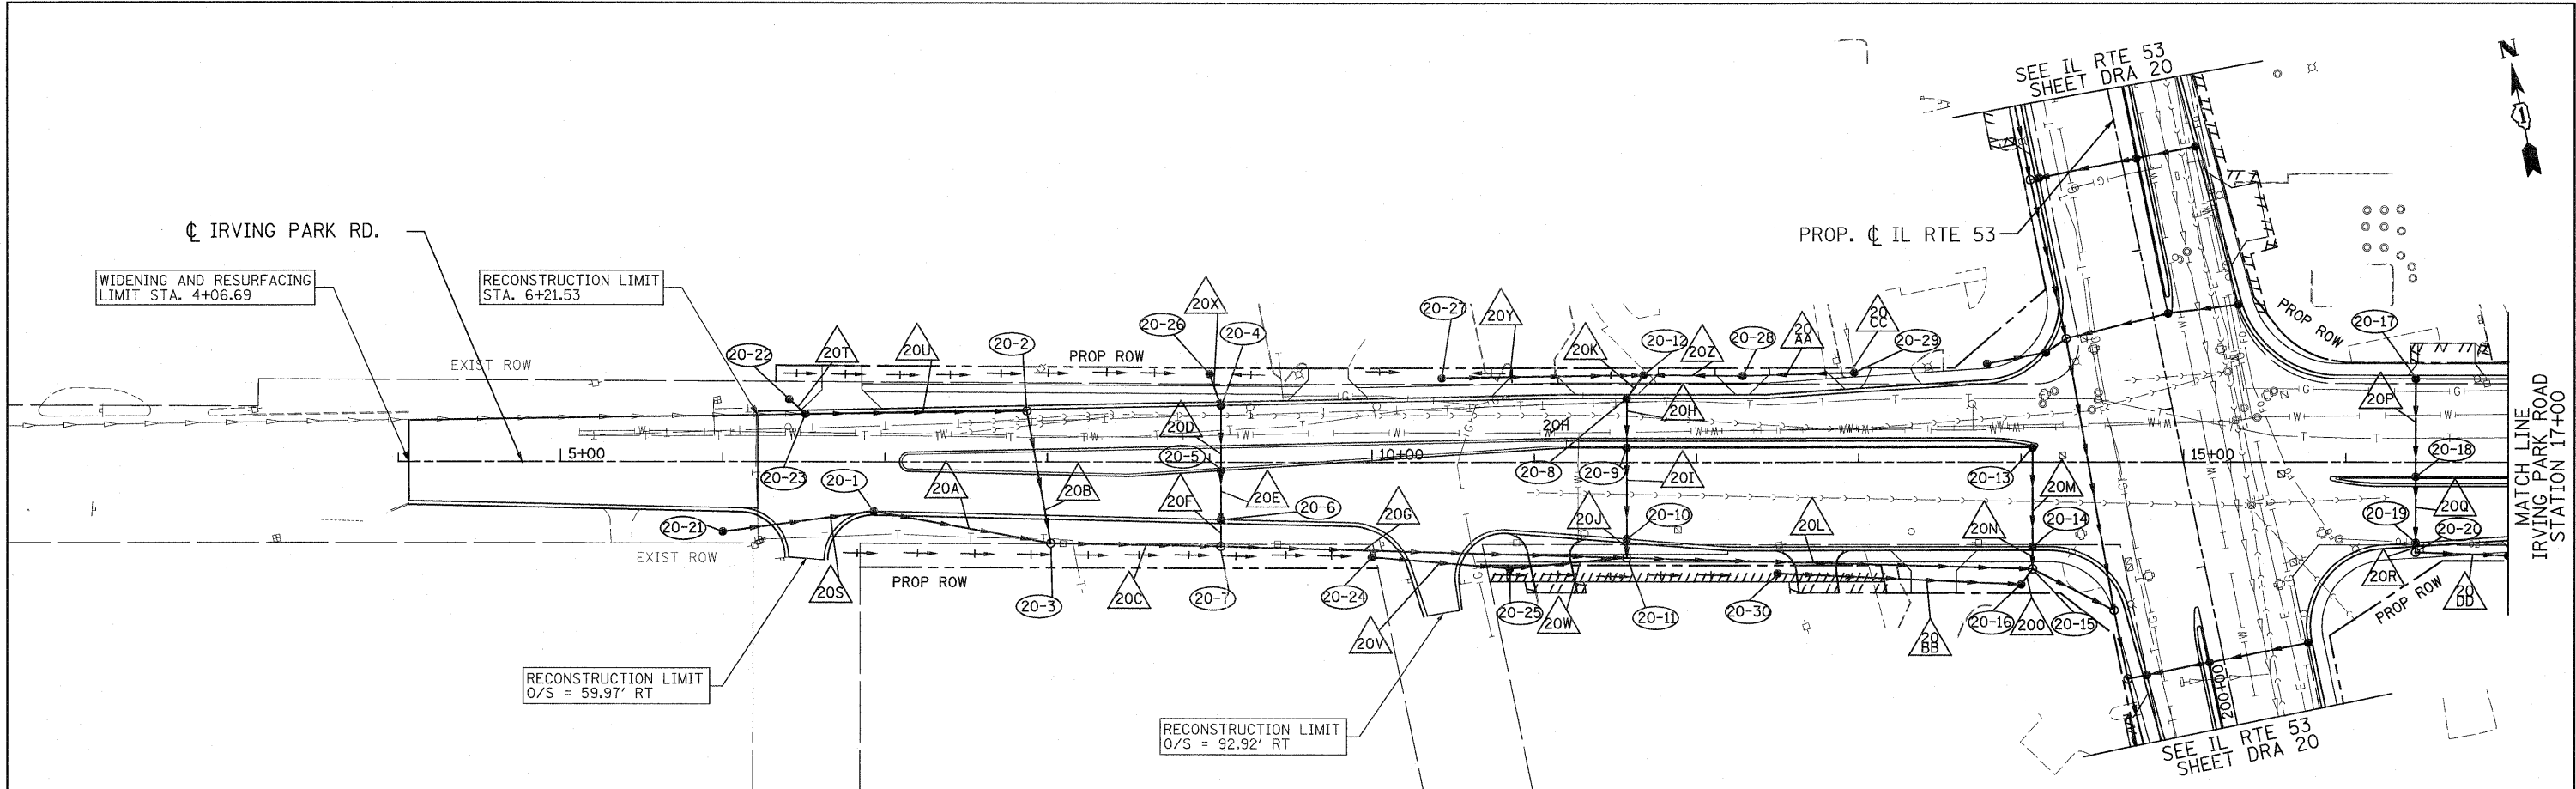 SEE IL RTE 53
SHEET DRA 20
N
1
℄ IRVING PARK RD.
PROP. ℄ IL RTE 53
WIDENING AND RESURFACING
LIMIT STA. 4+06.69
RECONSTRUCTION LIMIT
STA. 6+21.53
20X
20-26
20-4
20-27
20Y
20K
20-12
20Z
20-28
20
AA
20
CC
20-29
PROP ROW
20-17
20-22
20T
20U
20-2
PROP ROW
EXIST ROW
20D
20H
20H
20P
MATCH LINE
IRVING PARK ROAD
STATION 17+00
5+00
20-5
10+00
20-8
20-9
15+00
20-18
20-23
20-1
20A
20B
20F
20E
20I
20-13
20M
20Q
20-21
20-6
20G
20J
20-10
20L
20N
20-14
20-19
20-20
EXIST ROW
PROP ROW
20S
20-3
20C
20-7
20-24
20V
20-25
20W
20-11
20-30
20
BB
20-16
20O
20-15
20R
PROP ROW
20
DD
RECONSTRUCTION LIMIT
O/S = 59.97' RT
RECONSTRUCTION LIMIT
O/S = 92.92' RT
200+00
SEE IL RTE 53
SHEET DRA 20